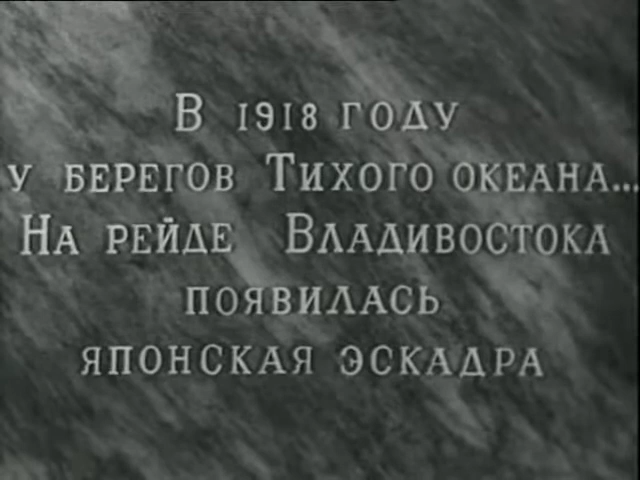 В 1918 ГОДУ
У БЕРЕГОВ ТИХОГО ОКЕАНА...
НА РЕЙДЕ ВЛАДИВОСТОКА
ПОЯВИЛАСЬ
ЯПОНСКАЯ ЭСКАДРА